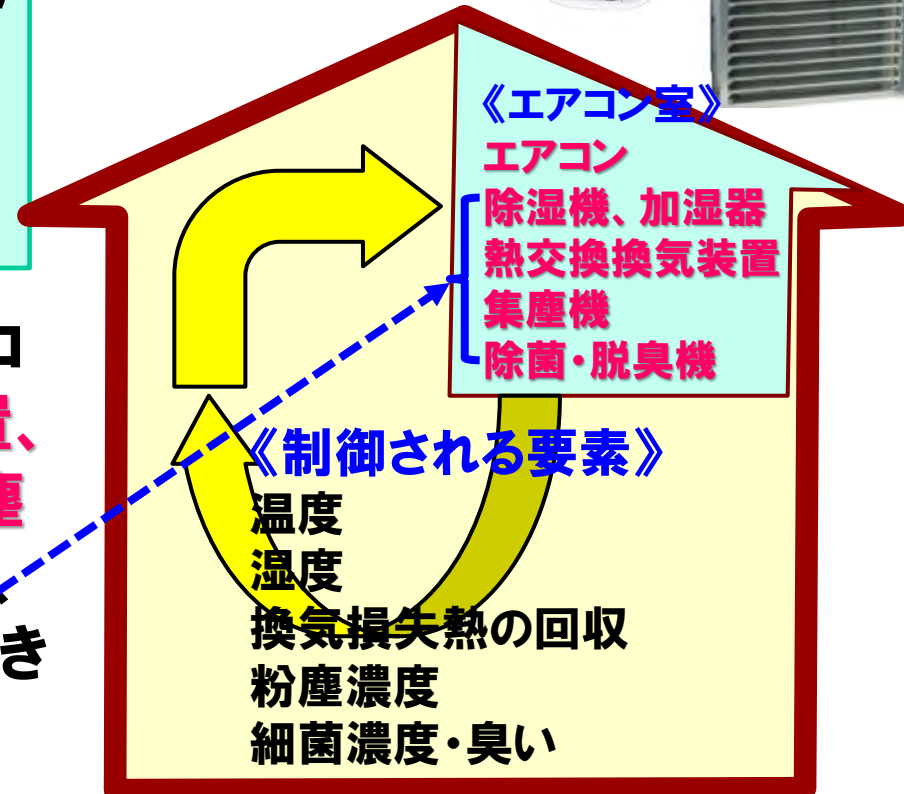 《エアコン室》
エアコン
除湿機、加湿器
熱交換換気装置
集塵機
除菌・脱臭機
《制御される要素》
温度
湿度
換気損失熱の回収
粉塵濃度
細菌濃度・臭い
塵
き